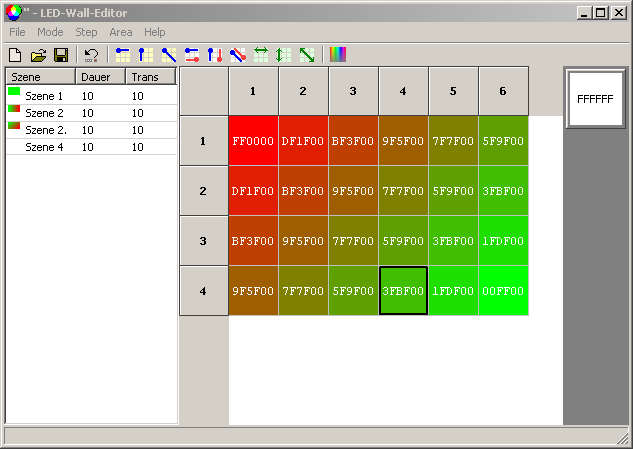 " - LED-Wall-Editor
File Mode Step Area Help
Szene Dauer Trans
Szene 1 10 10
Szene 2 10 10
Szene 2. 10 10
Szene 4 10 10
1 2 3 4 5 6
1 FF0000 DF1F00 BF3F00 9F5F00 7F7F00 5F9F00
2 DF1F00 BF3F00 9F5F00 7F7F00 5F9F00 3FBF00
3 BF3F00 9F5F00 7F7F00 5F9F00 3FBF00 1FDF00
4 9F5F00 7F7F00 5F9F00 3FBF00 1FDF00 00FF00
FFFFFF